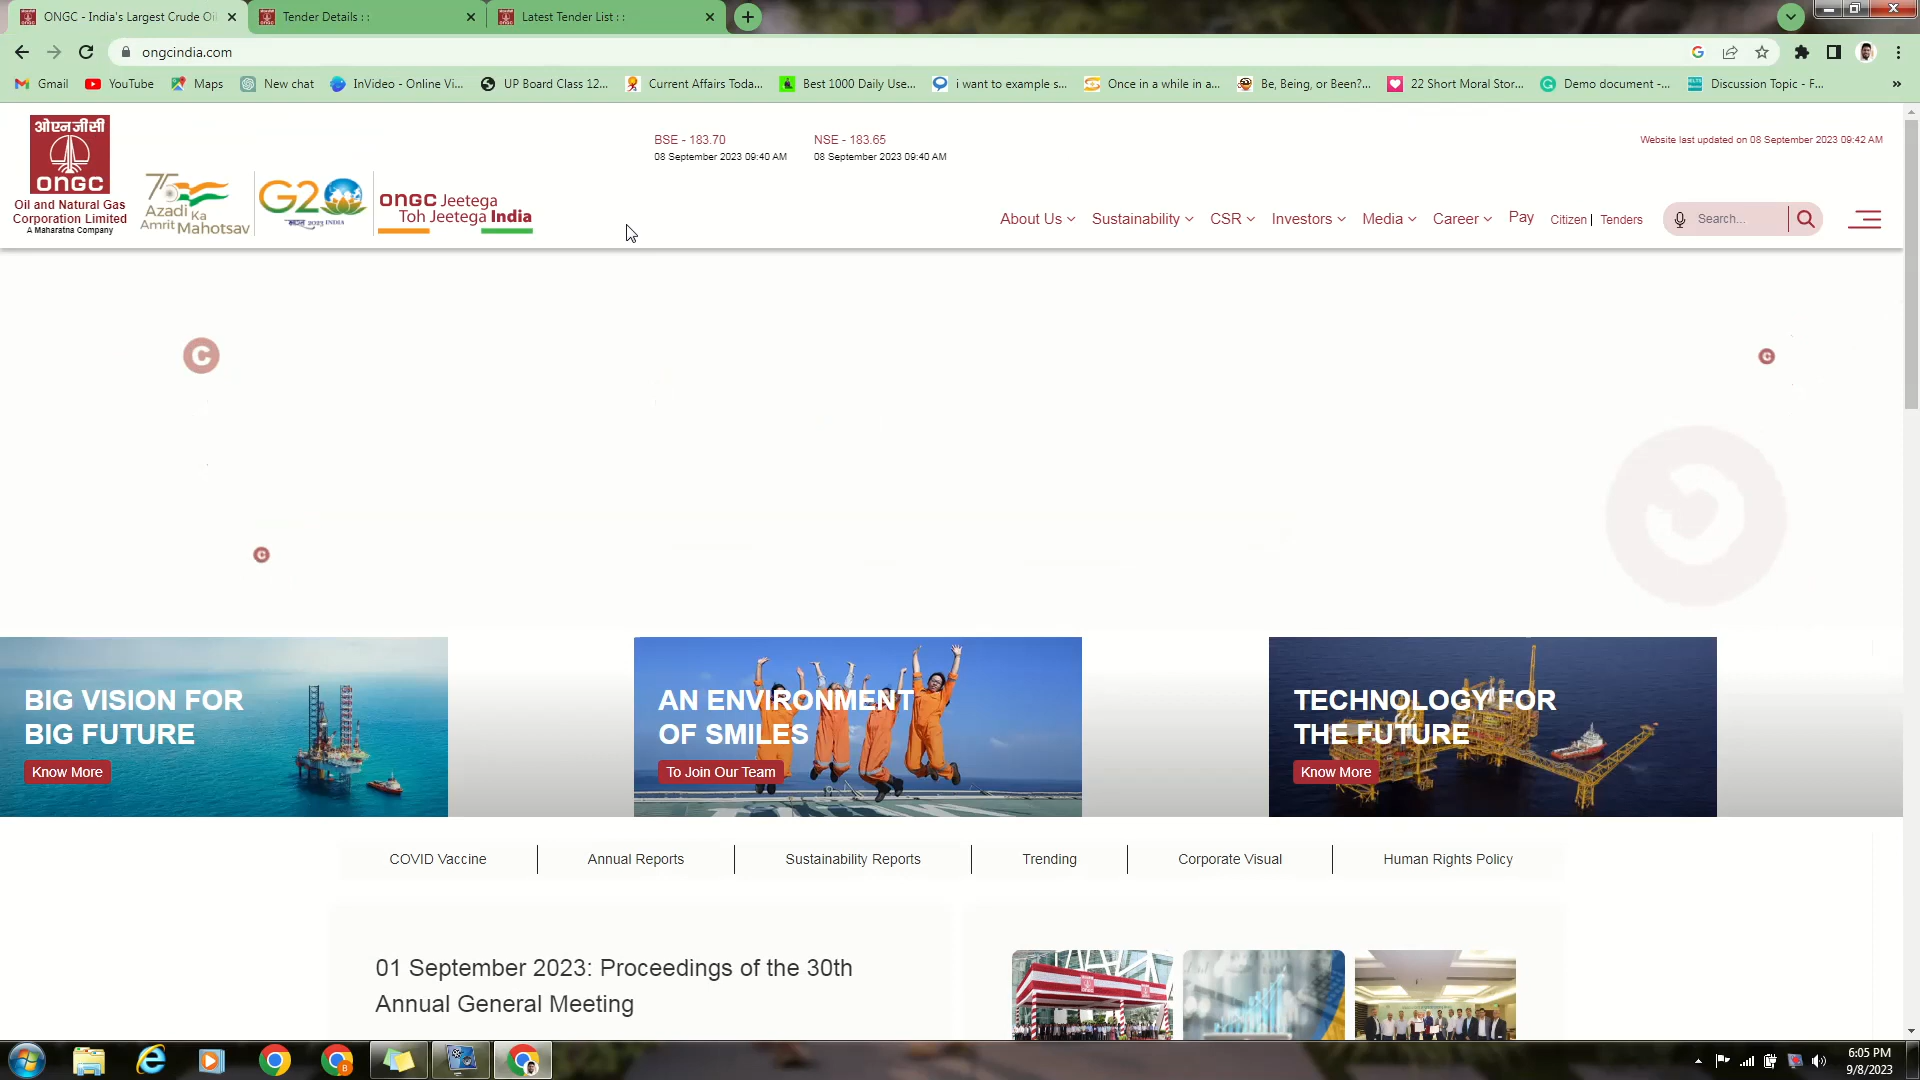 ONGC - India's Largest Crude Oi
Tender Details : :
Latest Tender List : :
ongcindia.com
Gmail
YouTube
Maps
New chat
InVideo - Online Vi...
UP Board Class 12...
Current Affairs Toda...
Best 1000 Daily Use...
i want to example s...
Once in a while in a...
Be, Being, or Been?...
22 Short Moral Stor...
Demo document -...
Discussion Topic - F...
ओएनजीसी
ONGC
Oil and Natural Gas
Corporation Limited
A Maharatna Company
75
Azadi Ka
Amrit Mahotsav
G20
ONGC Jeetega
Toh Jeetega India
BSE - 183.70
08 September 2023 09:40 AM
NSE - 183.65
08 September 2023 09:40 AM
Website last updated on 08 September 2023 09:42 AM
About Us
Sustainability
CSR
Investors
Media
Career
Pay
Citizen |
Tenders
Search...
BIG VISION FOR
BIG FUTURE
Know More
AN ENVIRONMENT
OF SMILES
To Join Our Team
TECHNOLOGY FOR
THE FUTURE
Know More
COVID Vaccine
Annual Reports
Sustainability Reports
Trending
Corporate Visual
Human Rights Policy
01 September 2023: Proceedings of the 30th
Annual General Meeting
6:05 PM
9/8/2023